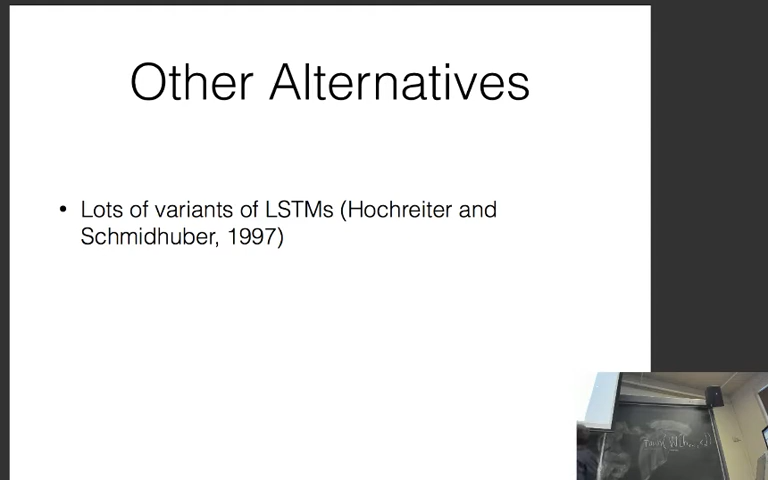 Other Alternatives
• Lots of variants of LSTMs (Hochreiter and
Schmidhuber, 1997)